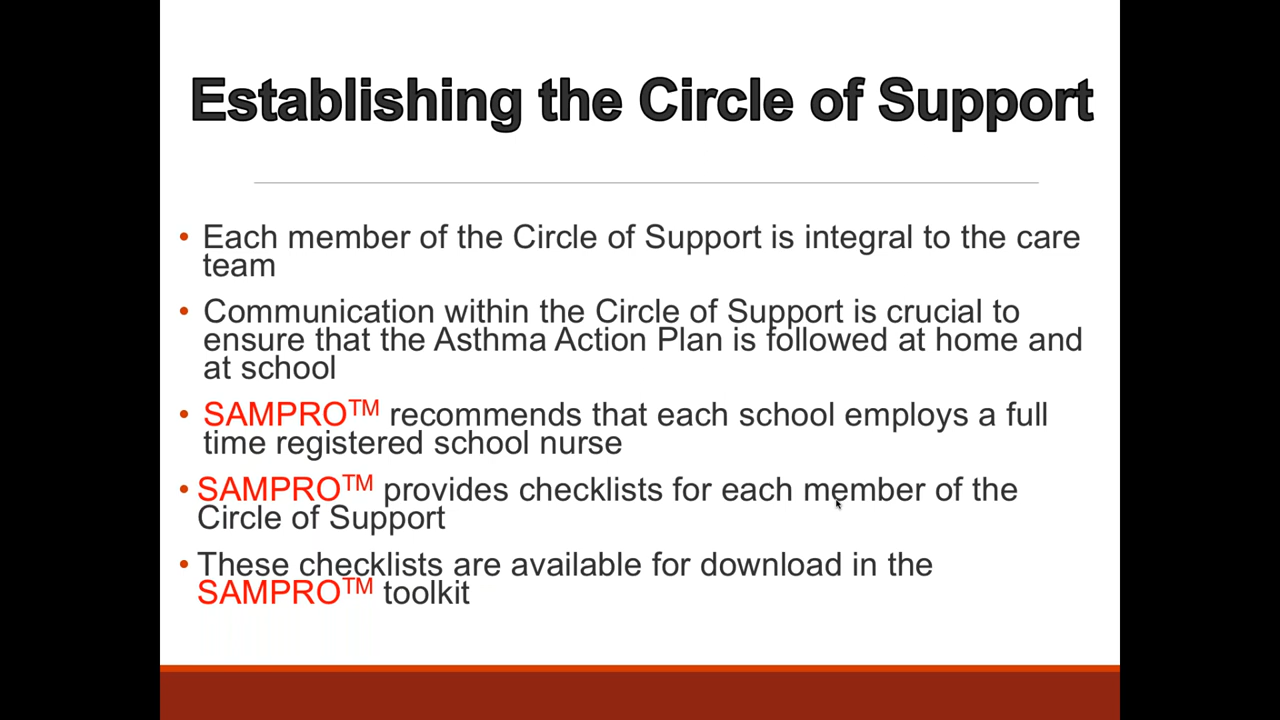 Establishing the Circle of Support
• Each member of the Circle of Support is integral to the care
team
• Communication within the Circle of Support is crucial to
ensure that the Asthma Action Plan is followed at home and
at school
• SAMPRO™ recommends that each school employs a full
time registered school nurse
• SAMPRO™ provides checklists for each member of the
Circle of Support
• These checklists are available for download in the
SAMPRO™ toolkit